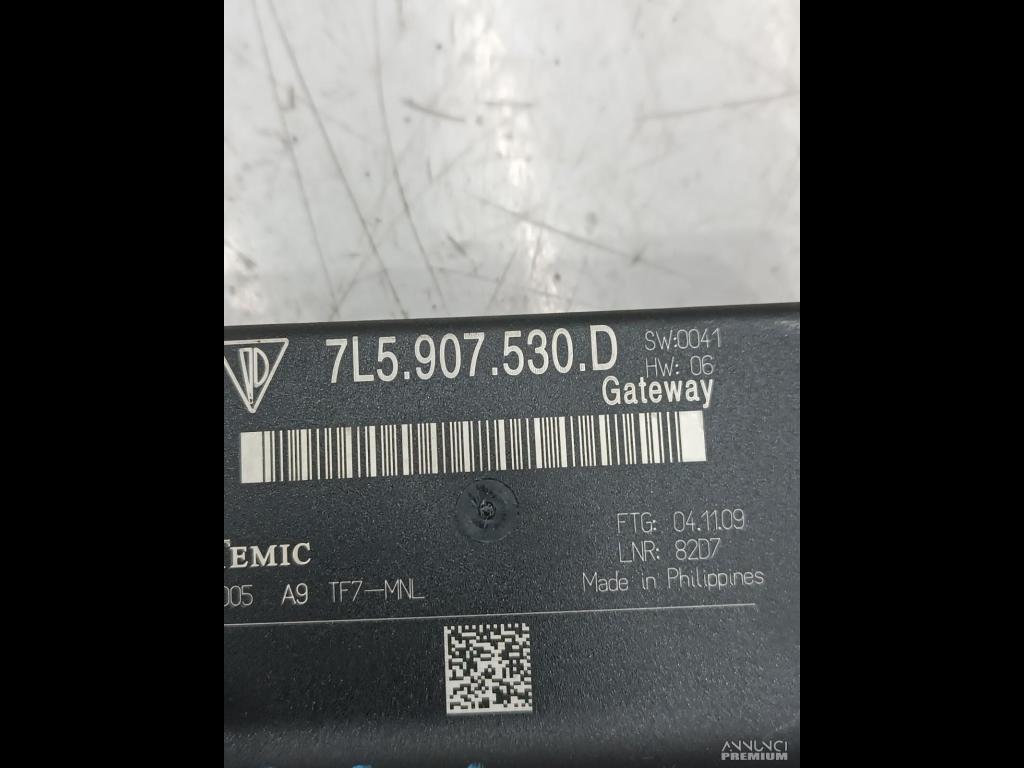 7L5.907.530.D
SW:0041
HW: 06
Gateway
FTG: 04.11.09
LNR: 82D7
Made in Philippines
TEMIC
005 A9 TF7-MNL
ANNUNCI
PREMIUM